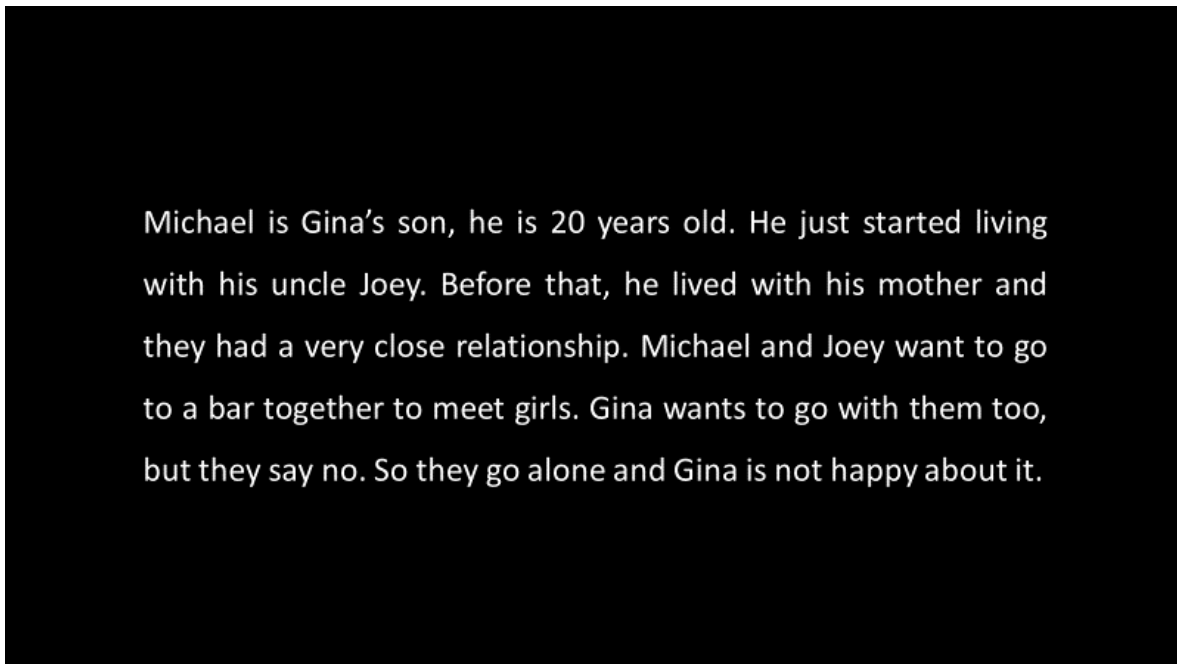 Michael is Gina’s son, he is 20 years old. He just started living
with his uncle Joey. Before that, he lived with his mother and
they had a very close relationship. Michael and Joey want to go
to a bar together to meet girls. Gina wants to go with them too,
but they say no. So they go alone and Gina is not happy about it.